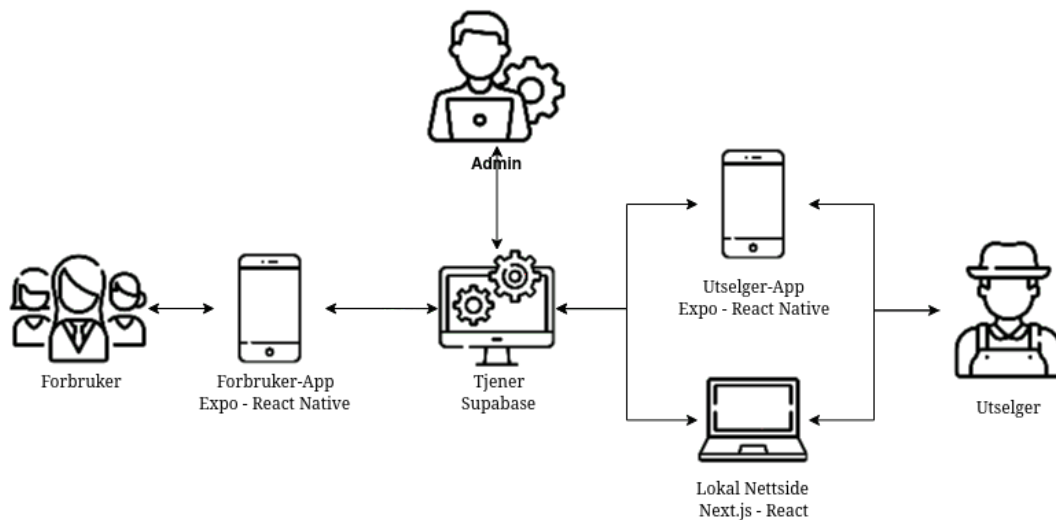 Admin
Forbruker
Forbruker-App
Expo - React Native
Tjener
Supabase
Utselger-App
Expo - React Native
Lokal Nettside
Next.js - React
Utselger